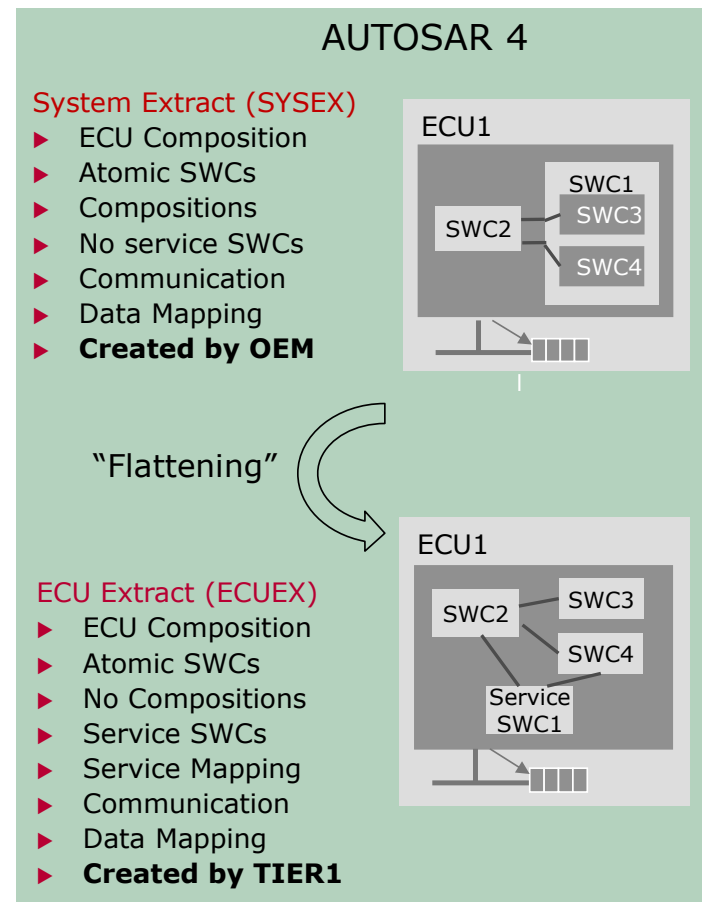 AUTOSAR 4
System Extract (SYSEX)
ECU Composition
Atomic SWCs
Compositions
No service SWCs
Communication
Data Mapping
Created by OEM
ECU1
SWC1
SWC2
SWC3
SWC4
“Flattening”
ECU Extract (ECUEX)
ECU Composition
Atomic SWCs
No Compositions
Service SWCs
Service Mapping
Communication
Data Mapping
Created by TIER1
ECU1
SWC2
SWC3
SWC4
Service
SWC1